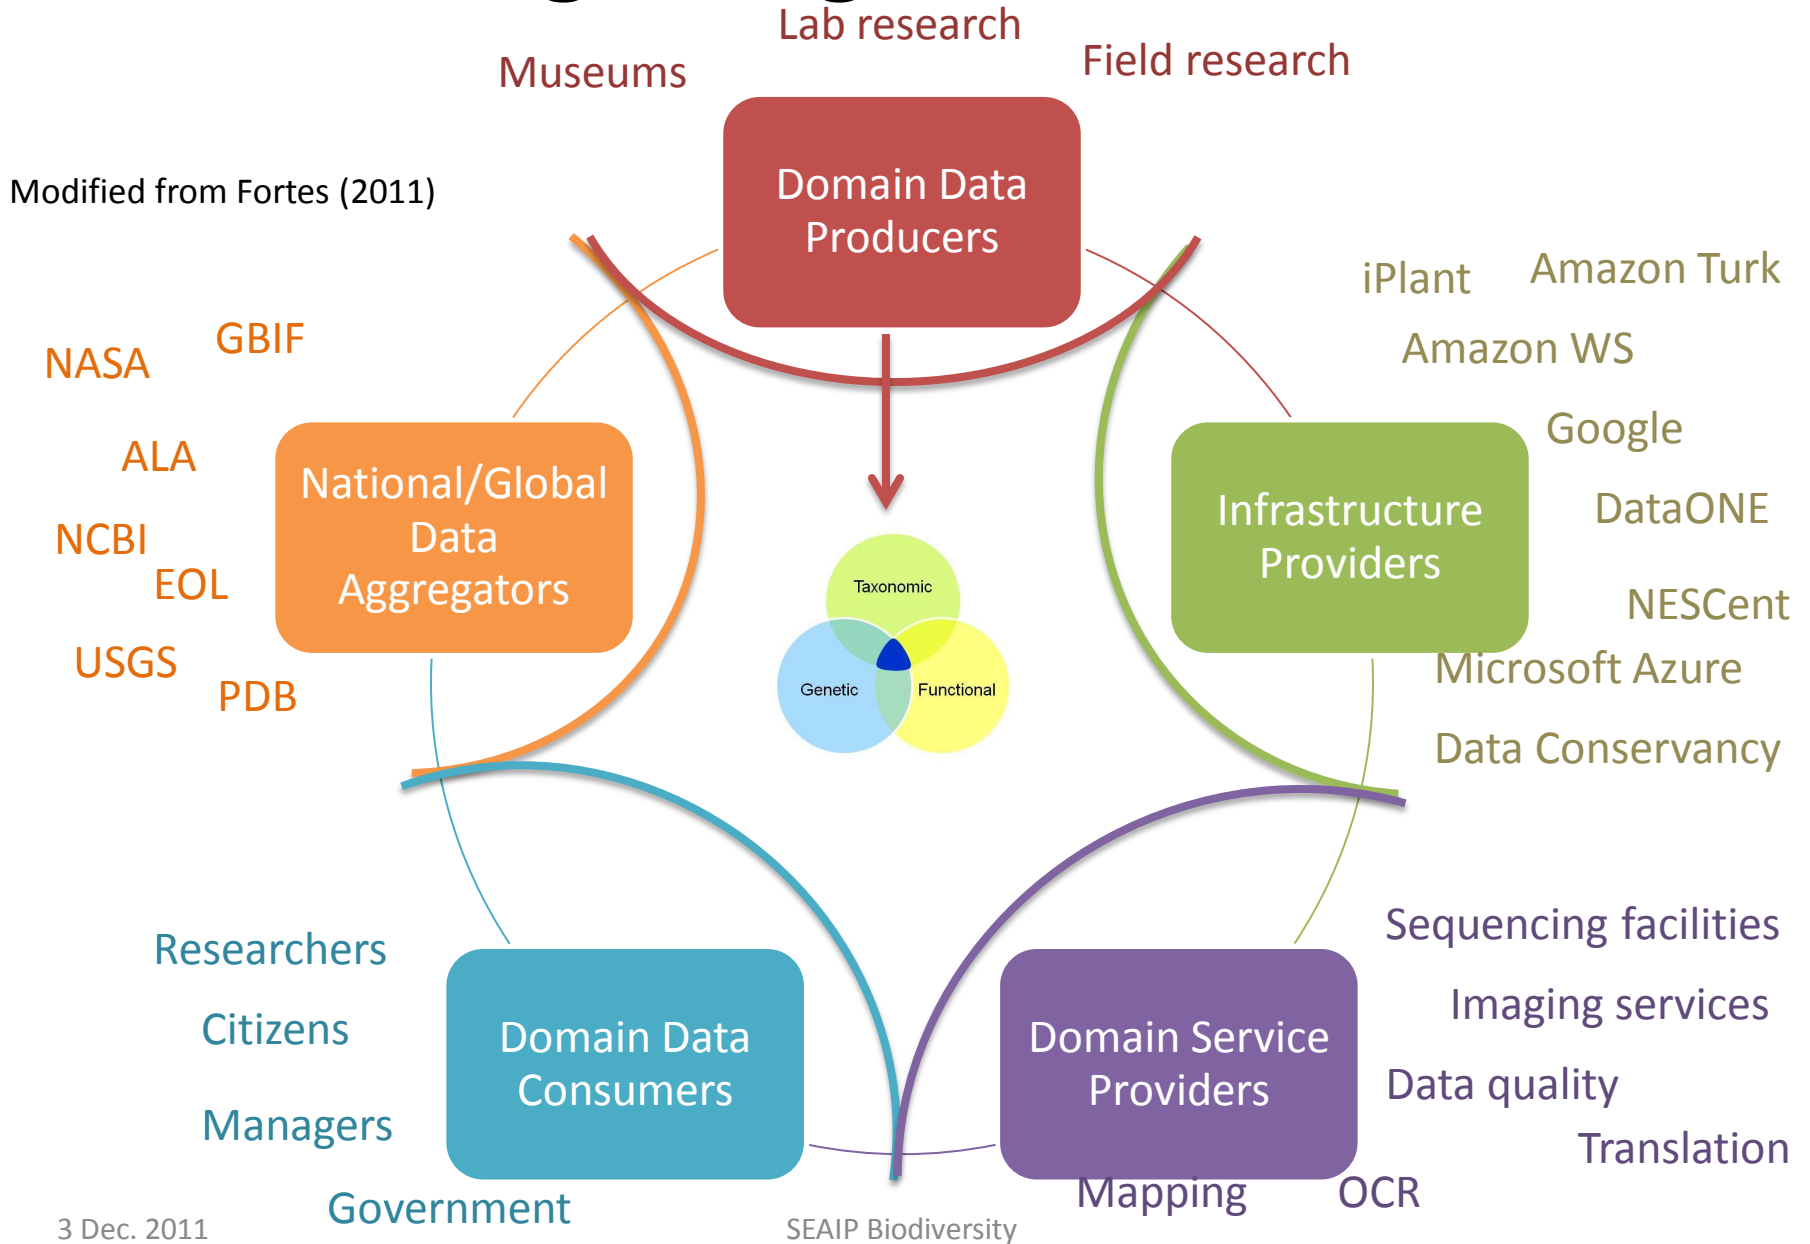 Lab research
Museums
Field research
Domain Data
Producers
Modified from Fortes (2011)
iPlant
Amazon Turk
Amazon WS
Google
DataONE
NESCent
Microsoft Azure
Data Conservancy
Infrastructure
Providers
NASA
GBIF
ALA
NCBI
EOL
USGS
PDB
National/Global
Data
Aggregators
Taxonomic
Genetic
Functional
Researchers
Citizens
Managers
Government
Domain Data
Consumers
Domain Service
Providers
Sequencing facilities
Imaging services
Data quality
Translation
Mapping
OCR
3 Dec. 2011
SEAIP Biodiversity